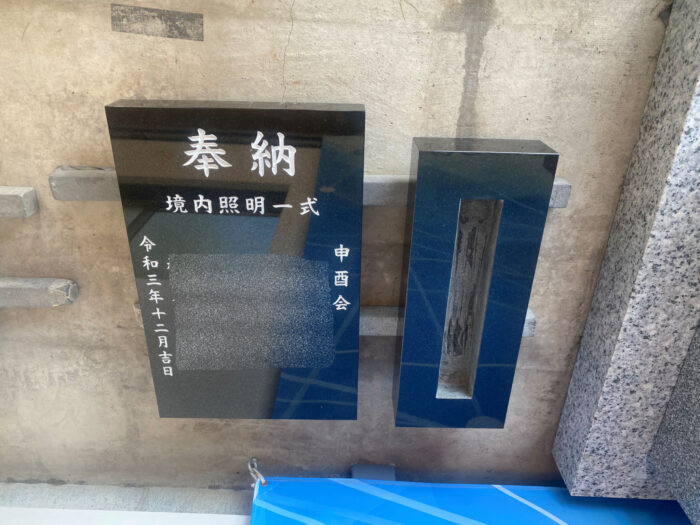 奉納
境内照明一式
申酉会
令和三年十二月吉日